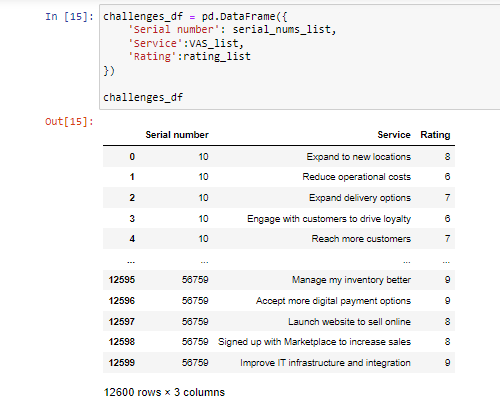 In [15]: challenges_df = pd.DataFrame({
'Serial number': serial_nums_list,
'Service':VAS_list,
'Rating':rating_list
})
challenges_df
Out[15]:
Serial number Service Rating
0 10 Expand to new locations 8
1 10 Reduce operational costs 6
2 10 Expand delivery options 7
3 10 Engage with customers to drive loyalty 6
4 10 Reach more customers 7
... ... ... ...
12595 56759 Manage my inventory better 9
12596 56759 Accept more digital payment options 9
12597 56759 Launch website to sell online 8
12598 56759 Signed up with Marketplace to increase sales 8
12599 56759 Improve IT infrastructure and integration 9
12600 rows × 3 columns